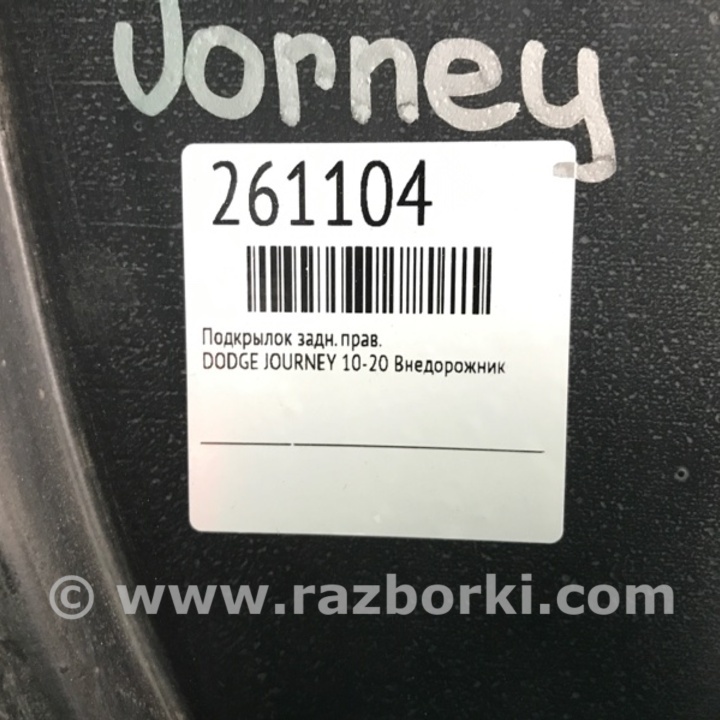 Jorney
261104
Подкрылок задн. прав.
DODGE JOURNEY 10-20 Внедорожник
© www.razborki.com